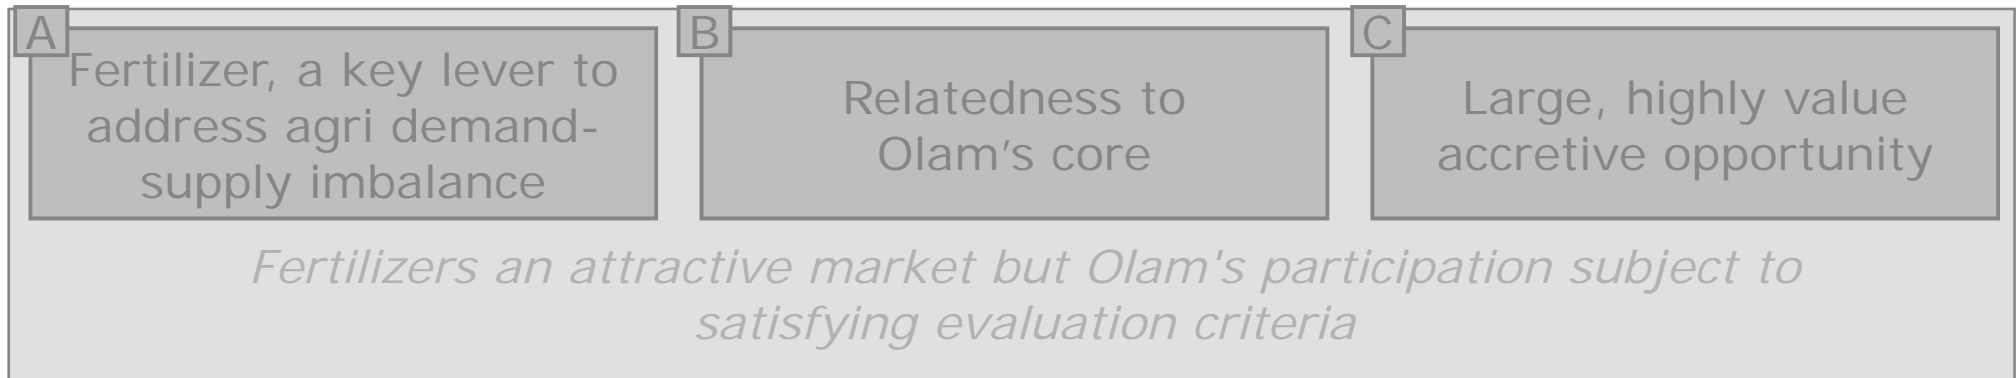 A
Fertilizer, a key lever to
address agri demand-
supply imbalance
B
Relatedness to
Olam’s core
C
Large, highly value
accretive opportunity
Fertilizers an attractive market but Olam's participation subject to
satisfying evaluation criteria